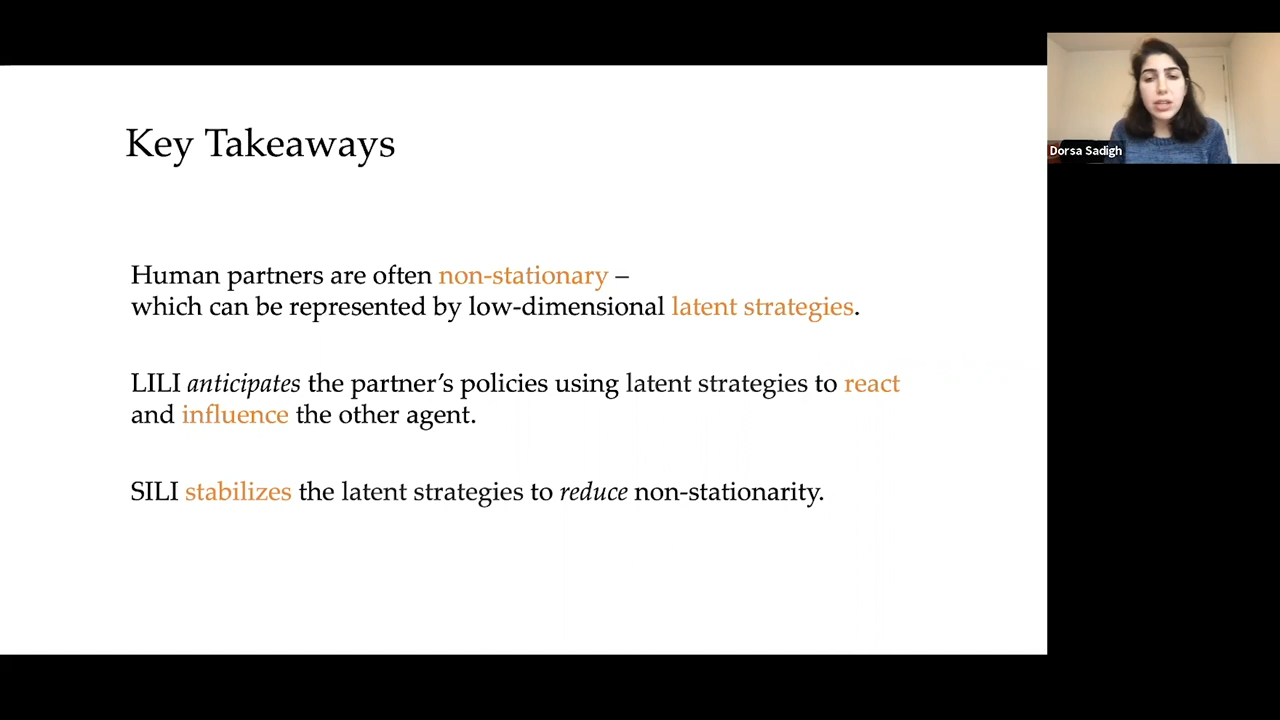 Key Takeaways
Human partners are often non-stationary –
which can be represented by low-dimensional latent strategies.
LILI anticipates the partner’s policies using latent strategies to react
and influence the other agent.
SILI stabilizes the latent strategies to reduce non-stationarity.
Dorsa Sadigh